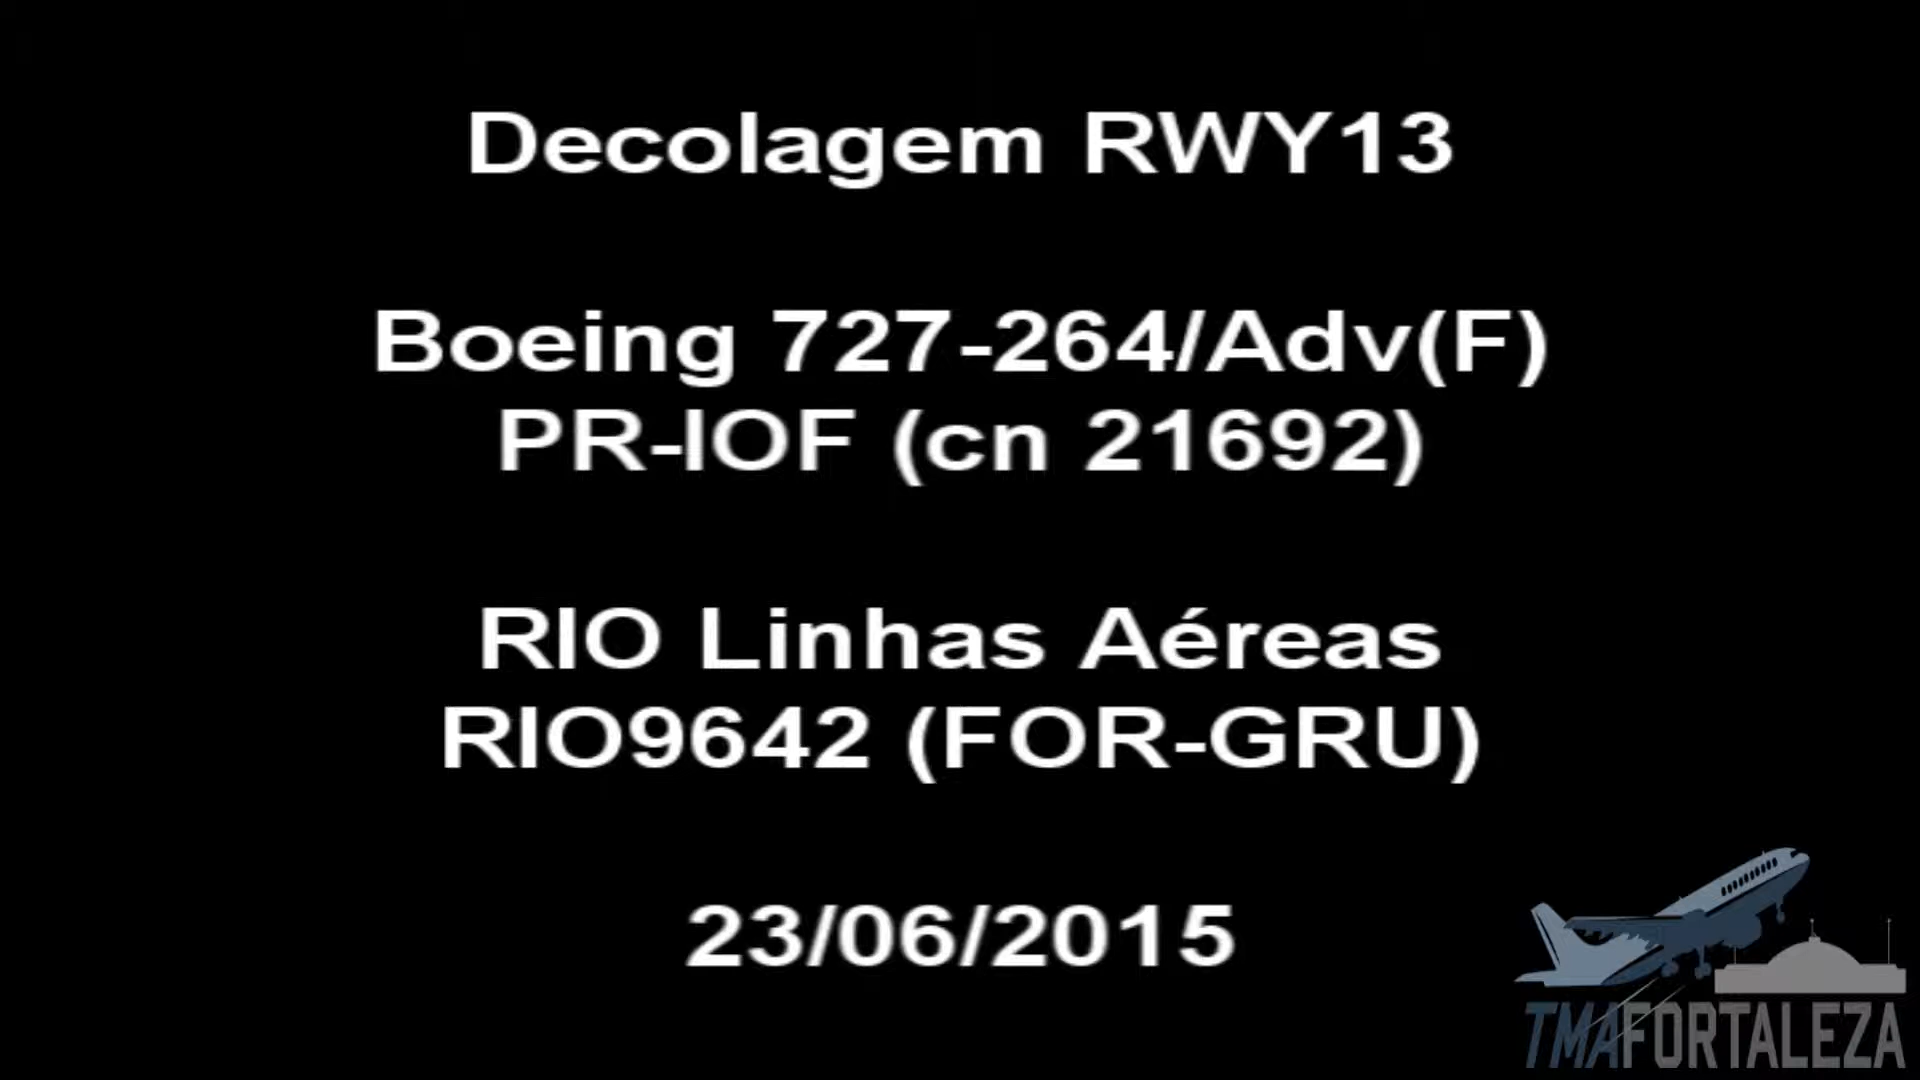 Decolagem RWY13
Boeing 727-264/Adv(F)
PR-IOF (cn 21692)
RIO Linhas Aéreas
RIO9642 (FOR-GRU)
23/06/2015
TMAFORTALEZA